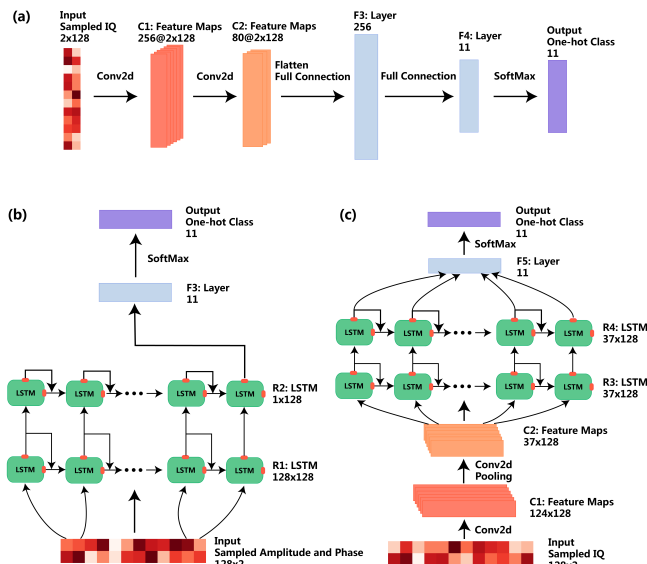 (a)
Input
Sampled IQ
2x128
Conv2d
C1: Feature Maps
256@2x128
Conv2d
C2: Feature Maps
80@2x128
Flatten
Full Connection
F3: Layer
256
Full Connection
F4: Layer
11
SoftMax
Output
One-hot Class
11
(b)
Output
One-hot Class
11
SoftMax
F3: Layer
11
LSTM LSTM LSTM LSTM
R2: LSTM
1x128
LSTM LSTM LSTM LSTM
R1: LSTM
128x128
Input
Sampled Amplitude and Phase
128x2
(c)
Output
One-hot Class
11
SoftMax
F5: Layer
11
LSTM LSTM LSTM LSTM
R4: LSTM
37x128
LSTM LSTM LSTM LSTM
R3: LSTM
37x128
C2: Feature Maps
37x128
Conv2d
Pooling
C1: Feature Maps
124x128
Conv2d
Input
Sampled IQ
128x2